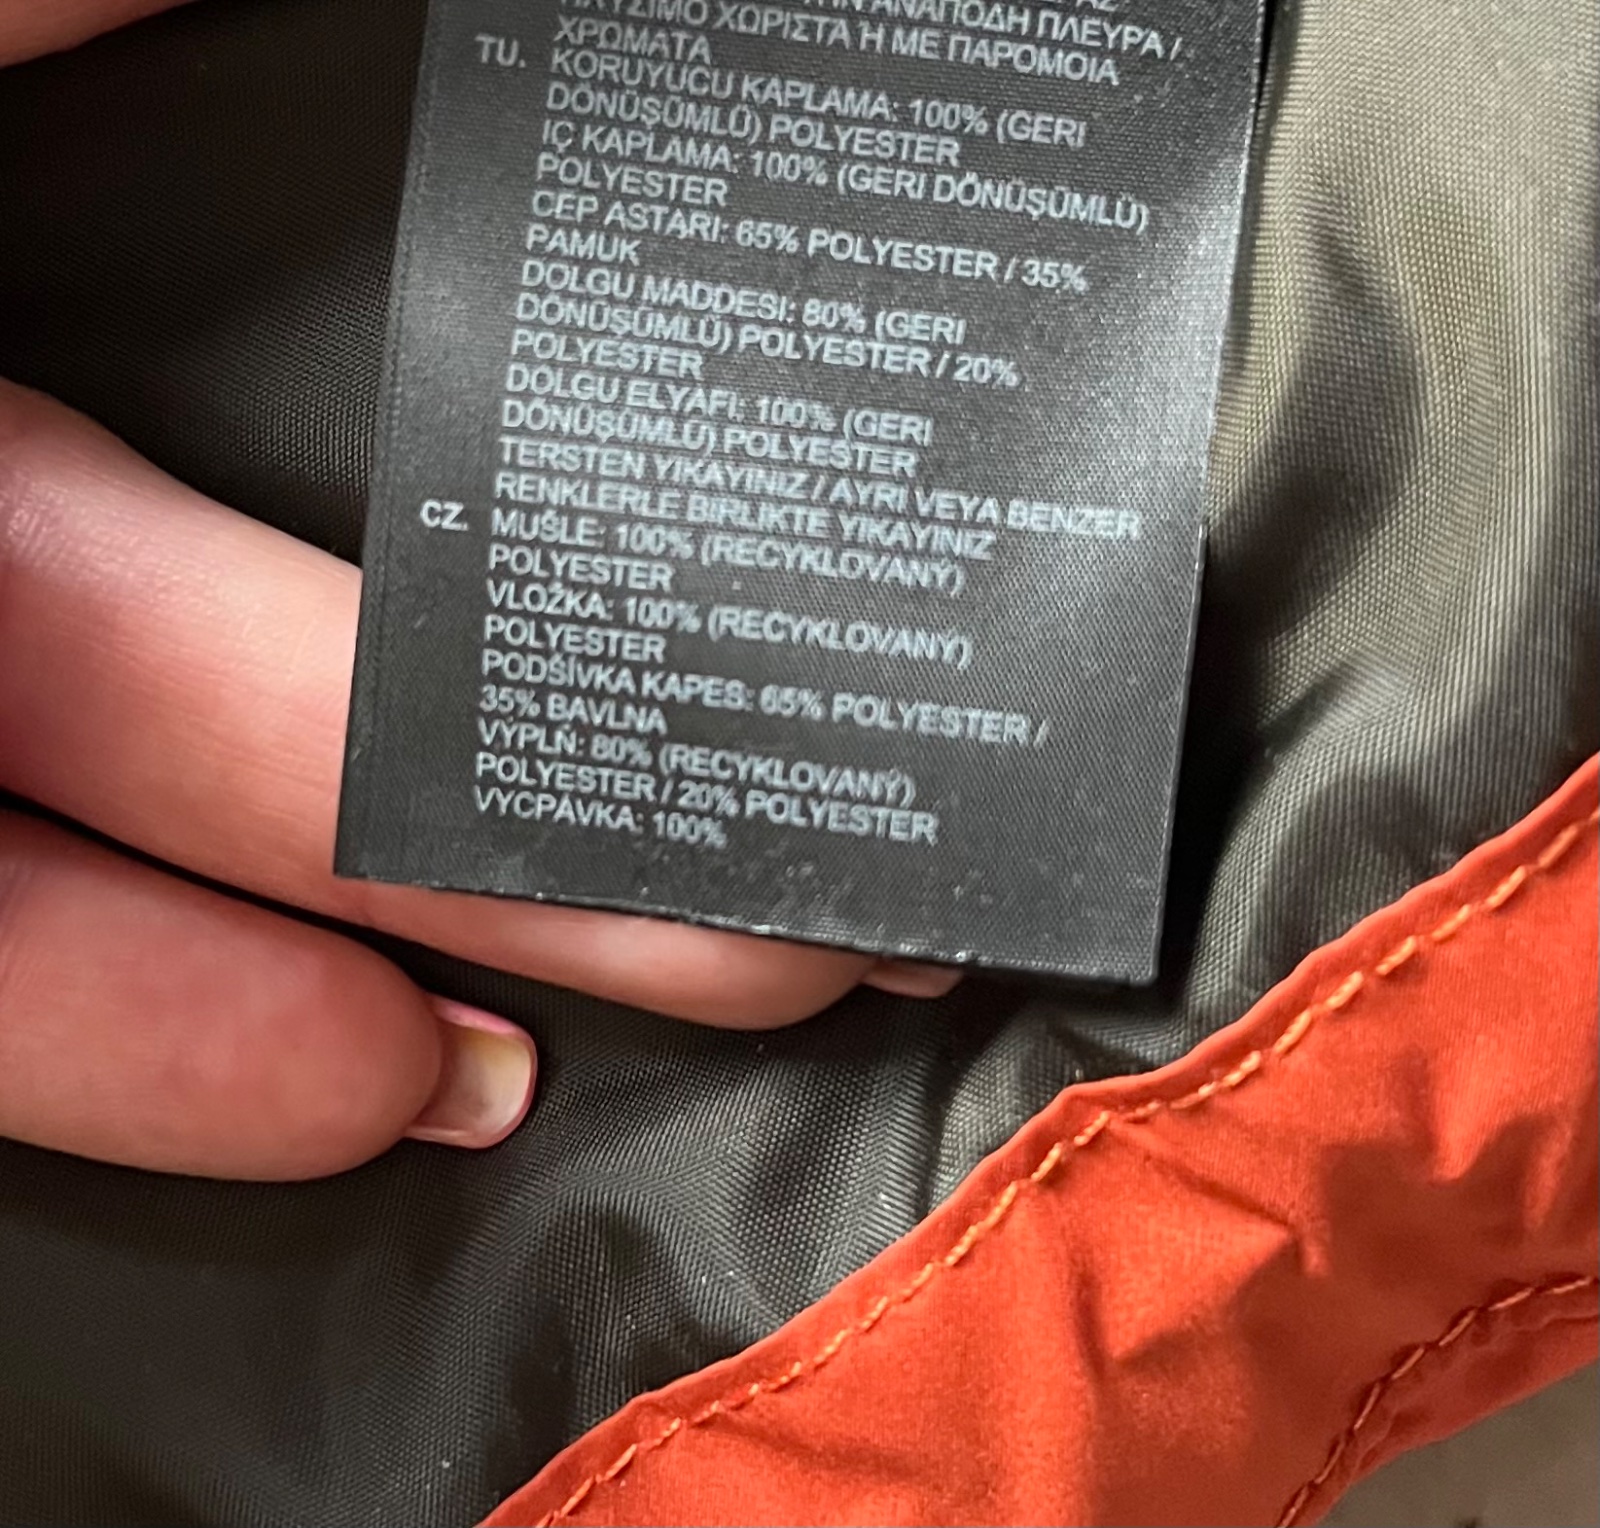 ΑΝΑΠΟΔΗ ΠΛΕΥΡΑ /
ΧΩΡΙΣΤΑ Ή ΜΕ ΠΑΡΟΜΟΙΑ
ΧΡΩΜΑΤΑ
TU. KORUYUCU KAPLAMA: 100% (GERI
DÖNÜŞÜMLÜ) POLYESTER
IÇ KAPLAMA: 100% (GERI DÖNÜŞÜMLÜ)
POLYESTER
CEP ASTARI: 65% POLYESTER / 35%
PAMUK
DOLGU MADDESI: 80% (GERI
DÖNÜŞÜMLÜ) POLYESTER / 20%
POLYESTER
DOLGU ELYAFI: 100% (GERI
DÖNÜŞÜMLÜ) POLYESTER
TERSTEN YIKAYINIZ / AYRI VEYA BENZER
RENKLERLE BIRLIKTE YIKAYINIZ
CZ. MUŠLE: 100% (RECYKLOVANÝ)
POLYESTER
VLOŽKA: 100% (RECYKLOVANÝ)
POLYESTER
PODŠÍVKA KAPES: 65% POLYESTER /
35% BAVLNA
VÝPLŇ: 80% (RECYKLOVANÝ)
POLYESTER / 20% POLYESTER
VYCPÁVKA: 100%